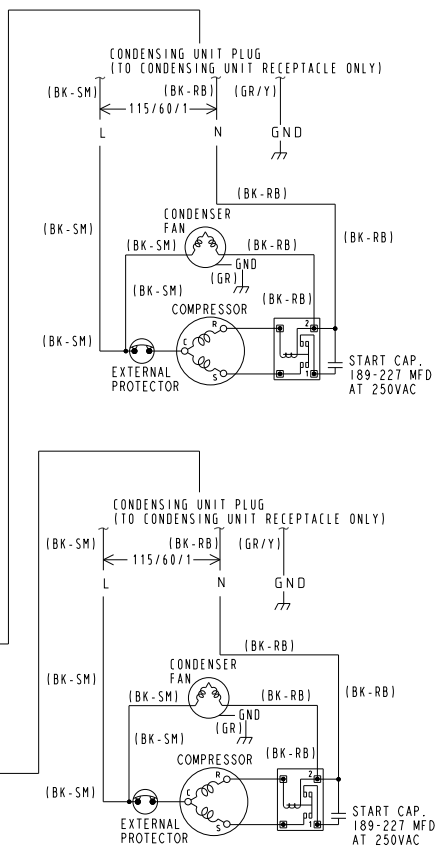 CONDENSING UNIT PLUG
(TO CONDENSING UNIT RECEPTACLE ONLY)
(BK-SM) (BK-RB) (GR/Y)
115/60/1
L N GND
(BK-RB)
CONDENSER
FAN
(BK-SM) (BK-SM) (BK-RB) (BK-RB)
GND
(GR)
(BK-SM) (BK-RB)
COMPRESSOR
R 2
(BK-SM) C
S 1
EXTERNAL
PROTECTOR
START CAP.
189-227 MFD
AT 250VAC
CONDENSING UNIT PLUG
(TO CONDENSING UNIT RECEPTACLE ONLY)
(BK-SM) (BK-RB) (GR/Y)
115/60/1
L N GND
(BK-RB)
CONDENSER
FAN
(BK-SM) (BK-SM) (BK-RB) (BK-RB)
GND
(GR)
(BK-SM) (BK-RB)
COMPRESSOR
R 2
(BK-SM) C
S 1
EXTERNAL
PROTECTOR
START CAP.
189-227 MFD
AT 250VAC